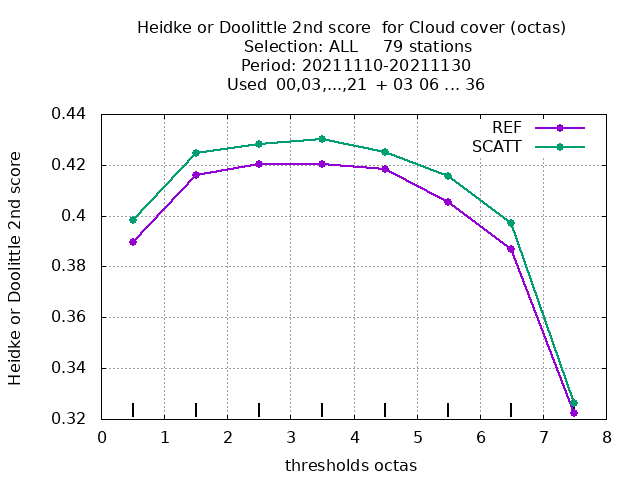 Heidke or Doolittle 2nd score  for Cloud cover (octas)
Selection: ALL     79 stations
Period: 20211110-20211130
Used  00,03,...,21  + 03 06 ... 36
REF
SCATT
Heidke or Doolittle 2nd score
0.44
0.42
0.4
0.38
0.36
0.34
0.32
0 1 2 3 4 5 6 7 8
thresholds octas